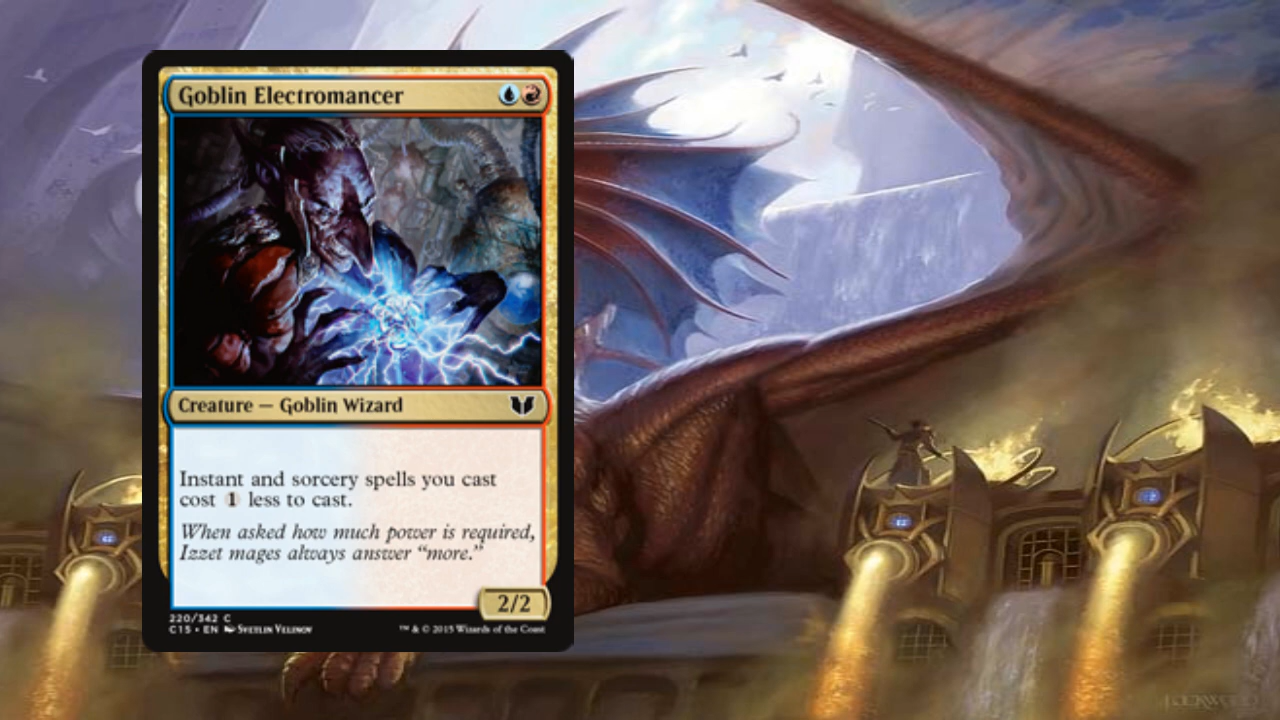 Goblin Electromancer
Creature — Goblin Wizard
Instant and sorcery spells you cast
cost 1 less to cast.
When asked how much power is required,
Izzet mages always answer “more.”
2/2
220/342 C
C15 • EN Svetlin Velinov
™ & © 2015 Wizards of the Coast
LOCKWOOD